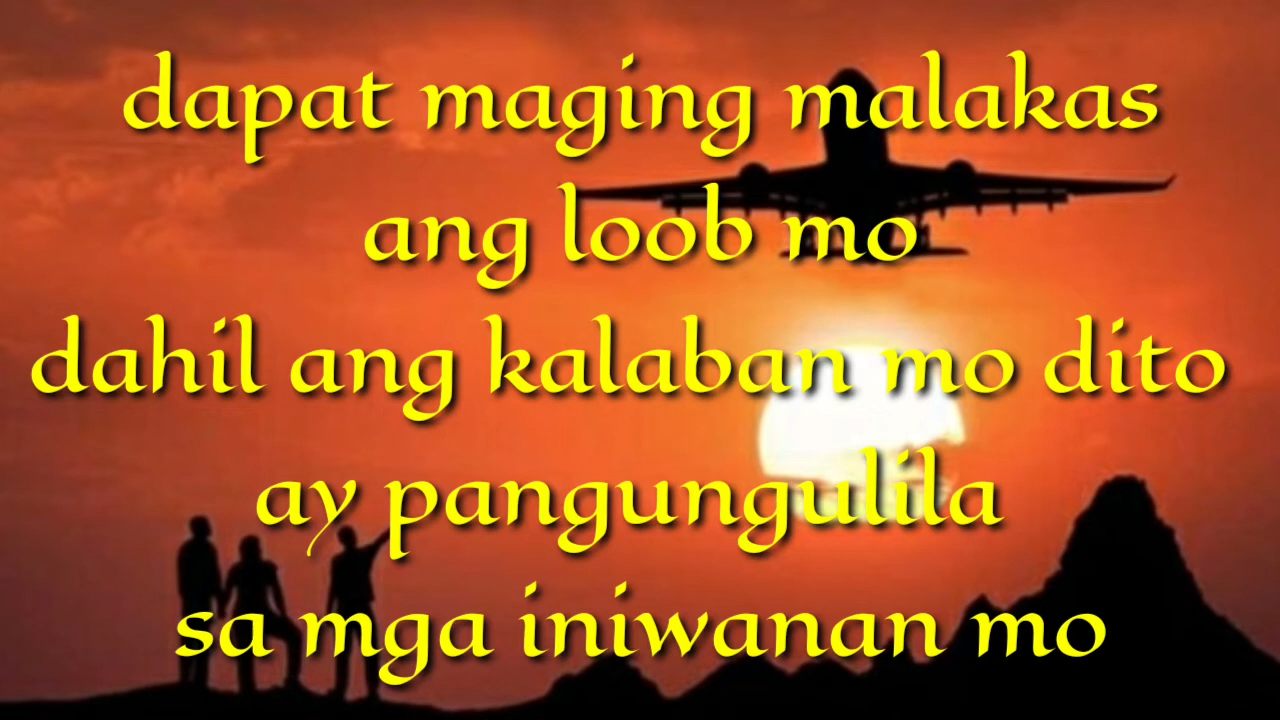 dapat maging malakas
ang loob mo
dahil ang kalaban mo dito
ay pangungulila
sa mga iniwanan mo